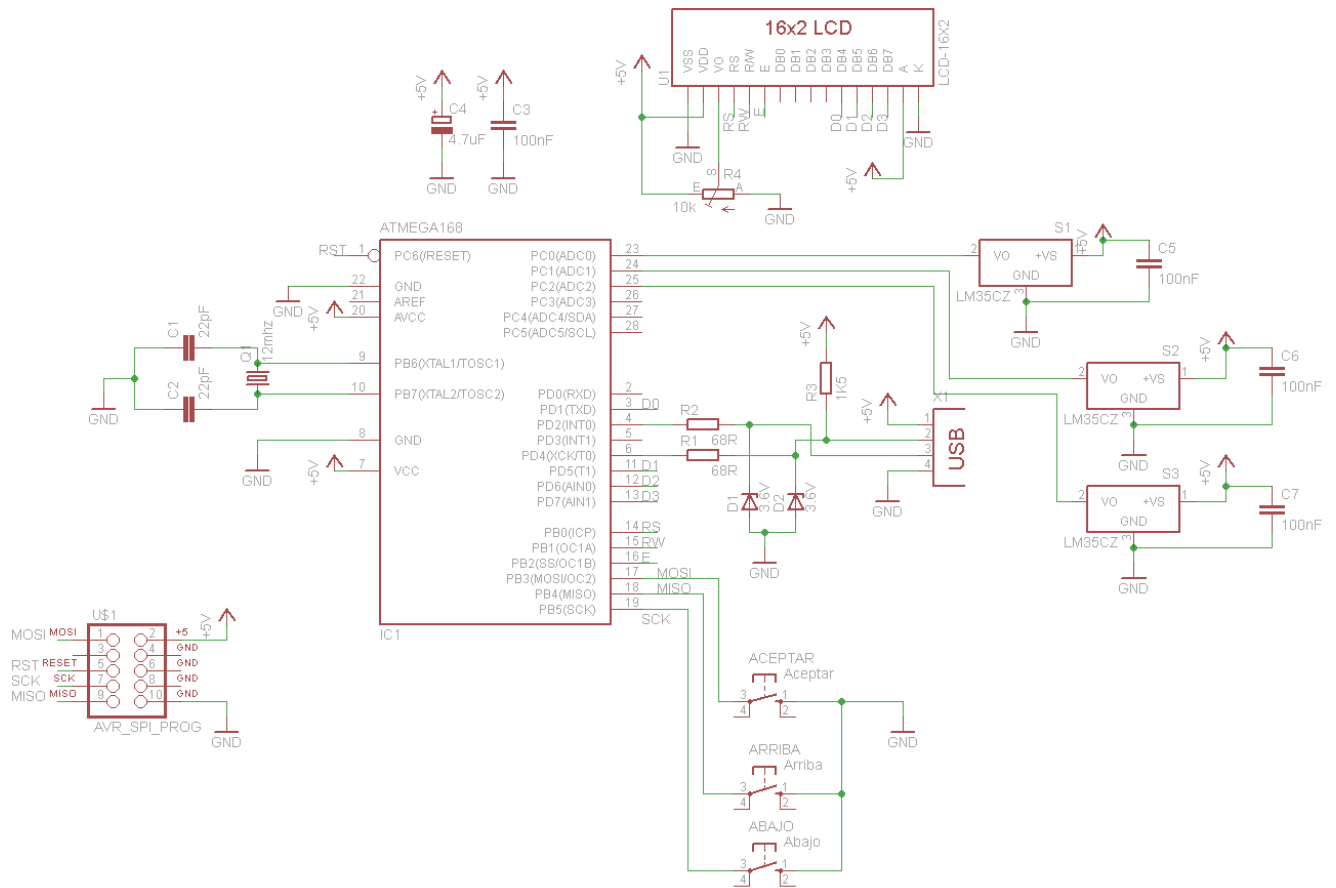 16x2 LCD
VSS
VDD
VO
RS
R/W
E
DB0
DB1
DB2
DB3
DB4
DB5
DB6
DB7
A
K
U1
LCD-16X2
+5V
RS
RW
E
D0
D1
D2
D3
GND
GND
+5V
+5V
+5V
C4
4.7uF
C3
100nF
GND
GND
R4
S
E
A
10k
GND
ATMEGA168
RST 1 PC6(/RESET)
22 GND
21 AREF
20 AVCC
9 PB6(XTAL1/TOSC1)
10 PB7(XTAL2/TOSC2)
8 GND
7 VCC
GND
+5V
C1
22pF
C2
22pF
Q1
12mhz
GND
GND
+5V
PC0(ADC0) 23
PC1(ADC1) 24
PC2(ADC2) 25
PC3(ADC3) 26
PC4(ADC4/SDA) 27
PC5(ADC5/SCL) 28
PD0(RXD) 2
PD1(TXD) 3 D0
PD2(INT0) 4
PD3(INT1) 5
PD4(XCK/T0) 6
PD5(T1) 11 D1
PD6(AIN0) 12 D2
PD7(AIN1) 13 D3
PB0(ICP) 14 RS
PB1(OC1A) 15 RW
PB2(SS/OC1B) 16 E
PB3(MOSI/OC2) 17 MOSI
PB4(MISO) 18 MISO
PB5(SCK) 19 SCK
IC1
R2
68R
R1
68R
+5V
R3
1K5
D1
3.6V
D2
3.6V
GND
+5V
X1
1
2
3
4
USB
GND
S1
2 VO +VS 1
GND
3
LM35CZ
+5V
C5
100nF
GND
S2
2 VO +VS 1
GND
3
LM35CZ
+5V
C6
100nF
GND
S3
2 VO +VS 1
GND
3
LM35CZ
+5V
C7
100nF
GND
U$1
MOSI MOSI 1 2 +5
3 4 GND
RST RESET 5 6 GND
SCK SCK 7 8 GND
MISO MISO 9 10 GND
AVR_SPI_PROG
+5V
GND
ACEPTAR
Aceptar
3 1
4 2
GND
ARRIBA
Arriba
3 1
4 2
ABAJO
Abajo
3 1
4 2